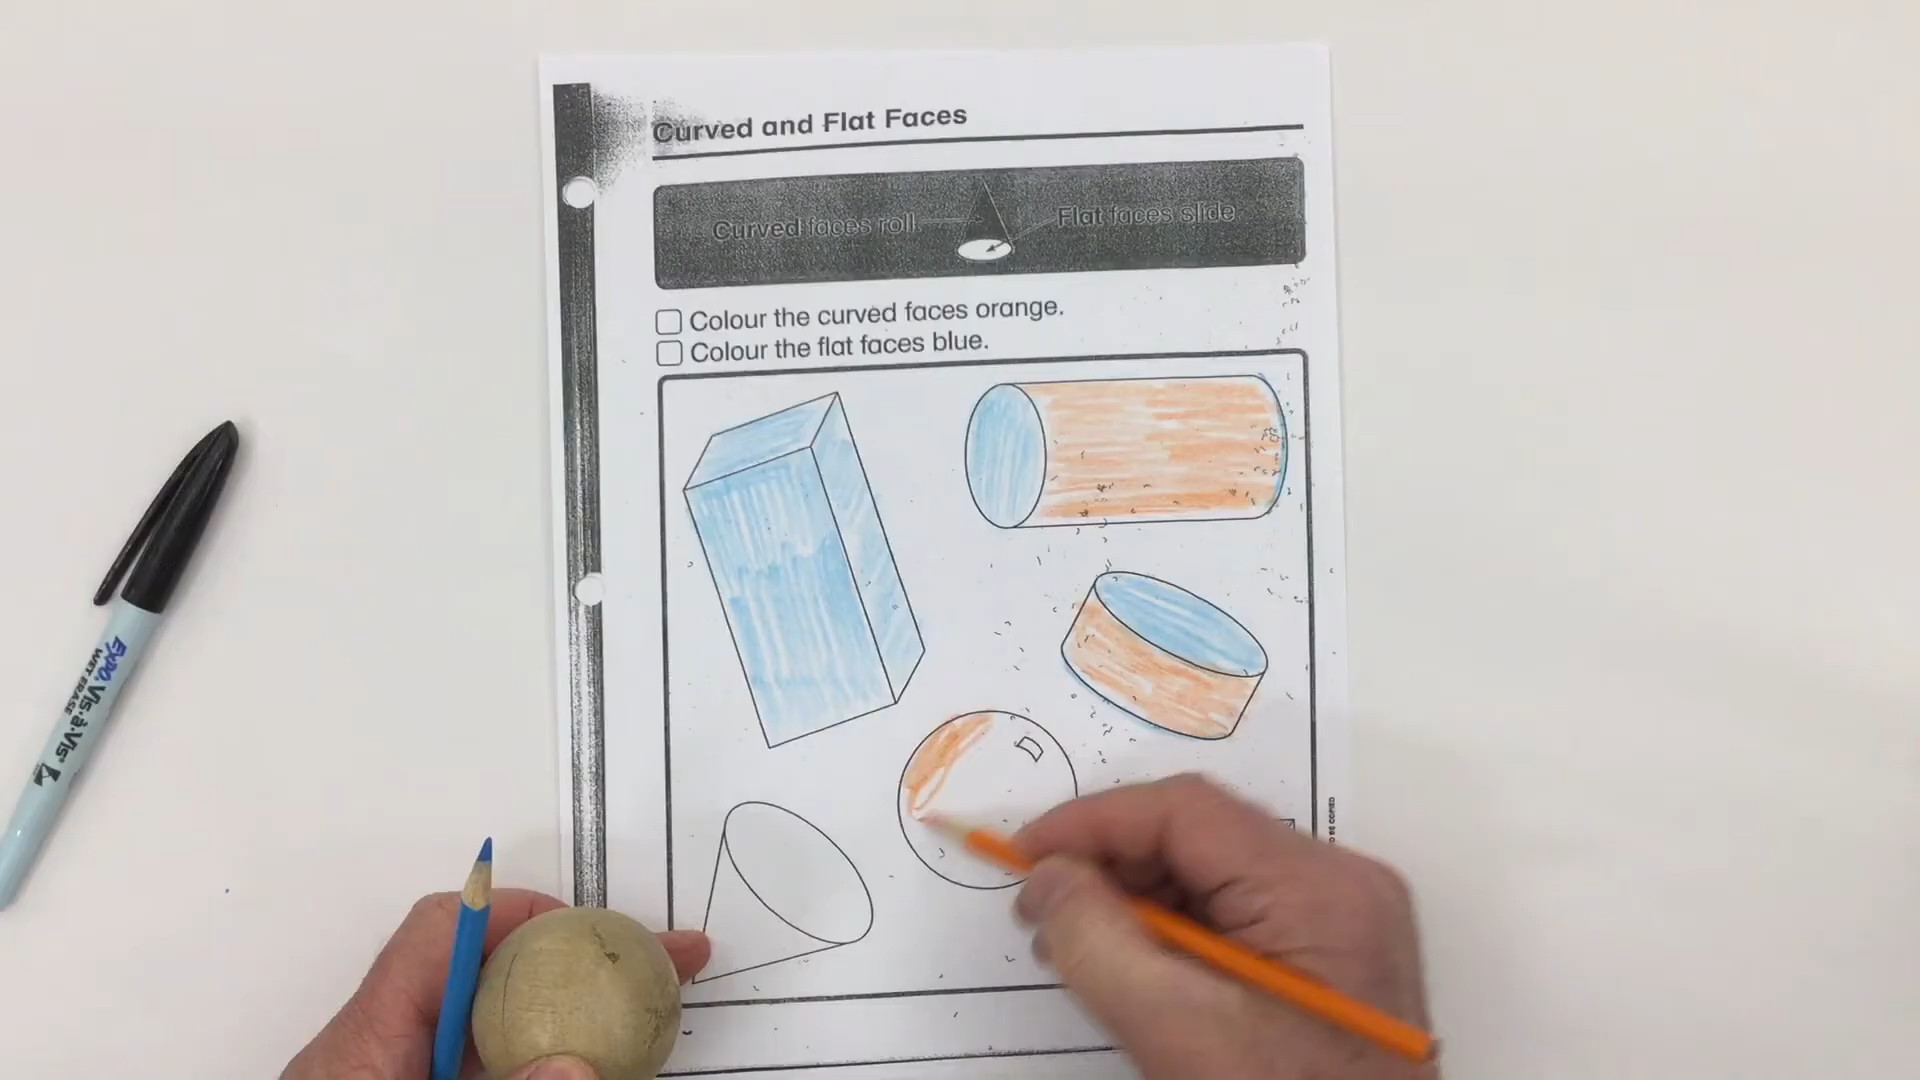 Curved and Flat Faces
Curved faces roll
Flat faces slide
Colour the curved faces orange.
Colour the flat faces blue.
EXPO. VIS·à·VIS
WET ERASE